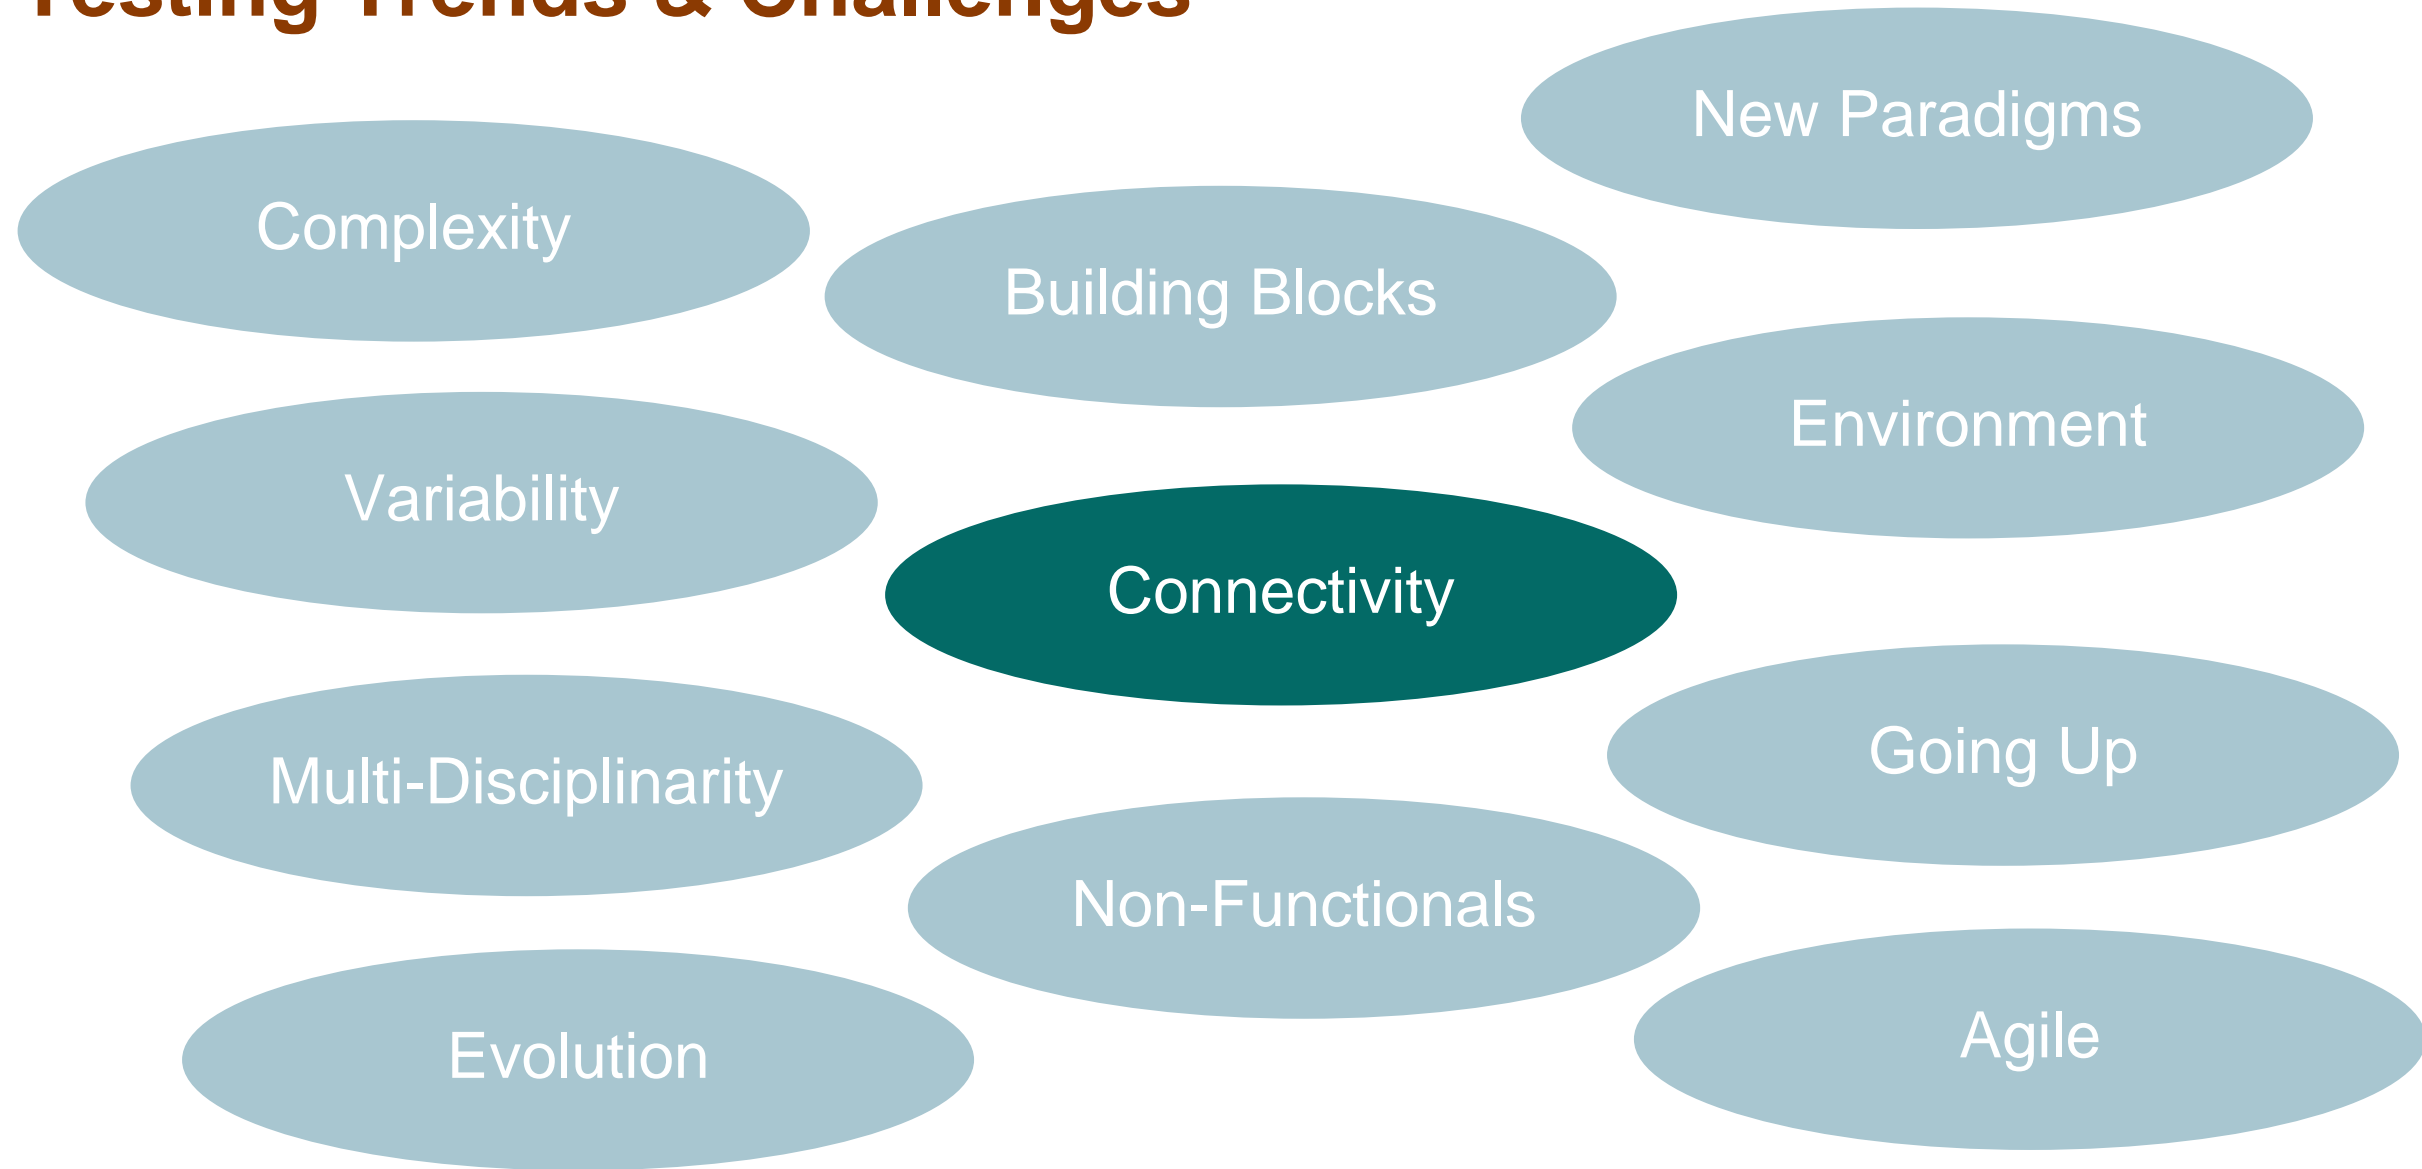 Testing Trends & Challenges
New Paradigms
Complexity
Building Blocks
Environment
Variability
Connectivity
Going Up
Multi-Disciplinarity
Non-Functionals
Agile
Evolution